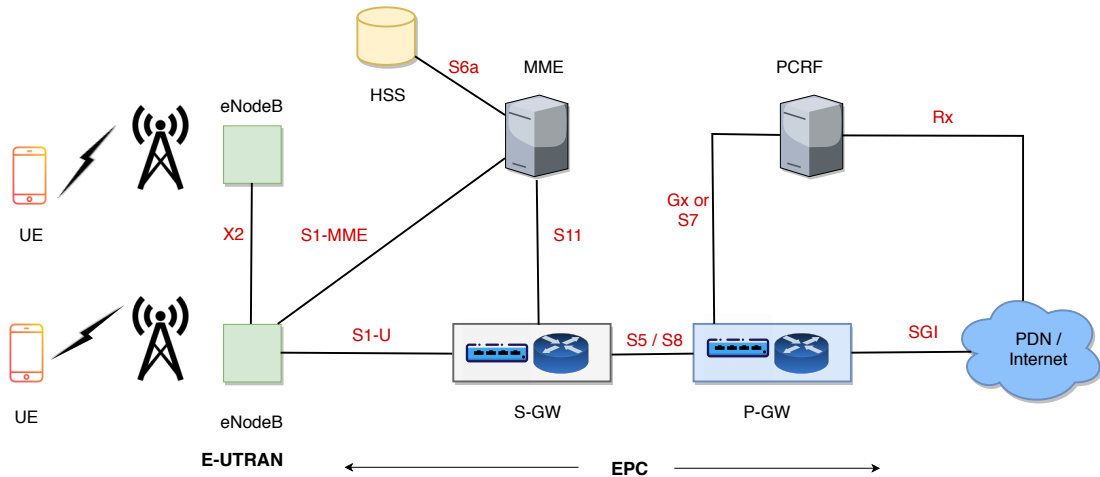 S6a
MME
PCRF
HSS
eNodeB
Rx
UE
Gx or
S7
X2
S1-MME
S11
S1-U
S5 / S8
SGI
PDN /
Internet
UE
eNodeB
S-GW
P-GW
E-UTRAN
EPC